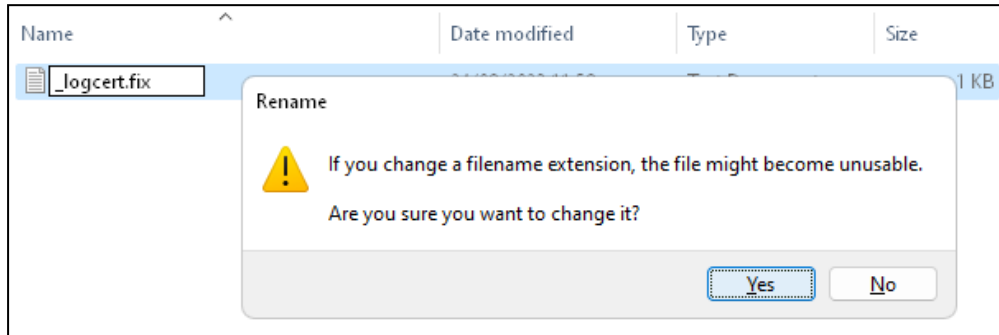 Name Date modified Type Size
_logcert.fix 1 KB
Rename
If you change a filename extension, the file might become unusable.
Are you sure you want to change it?
Yes No